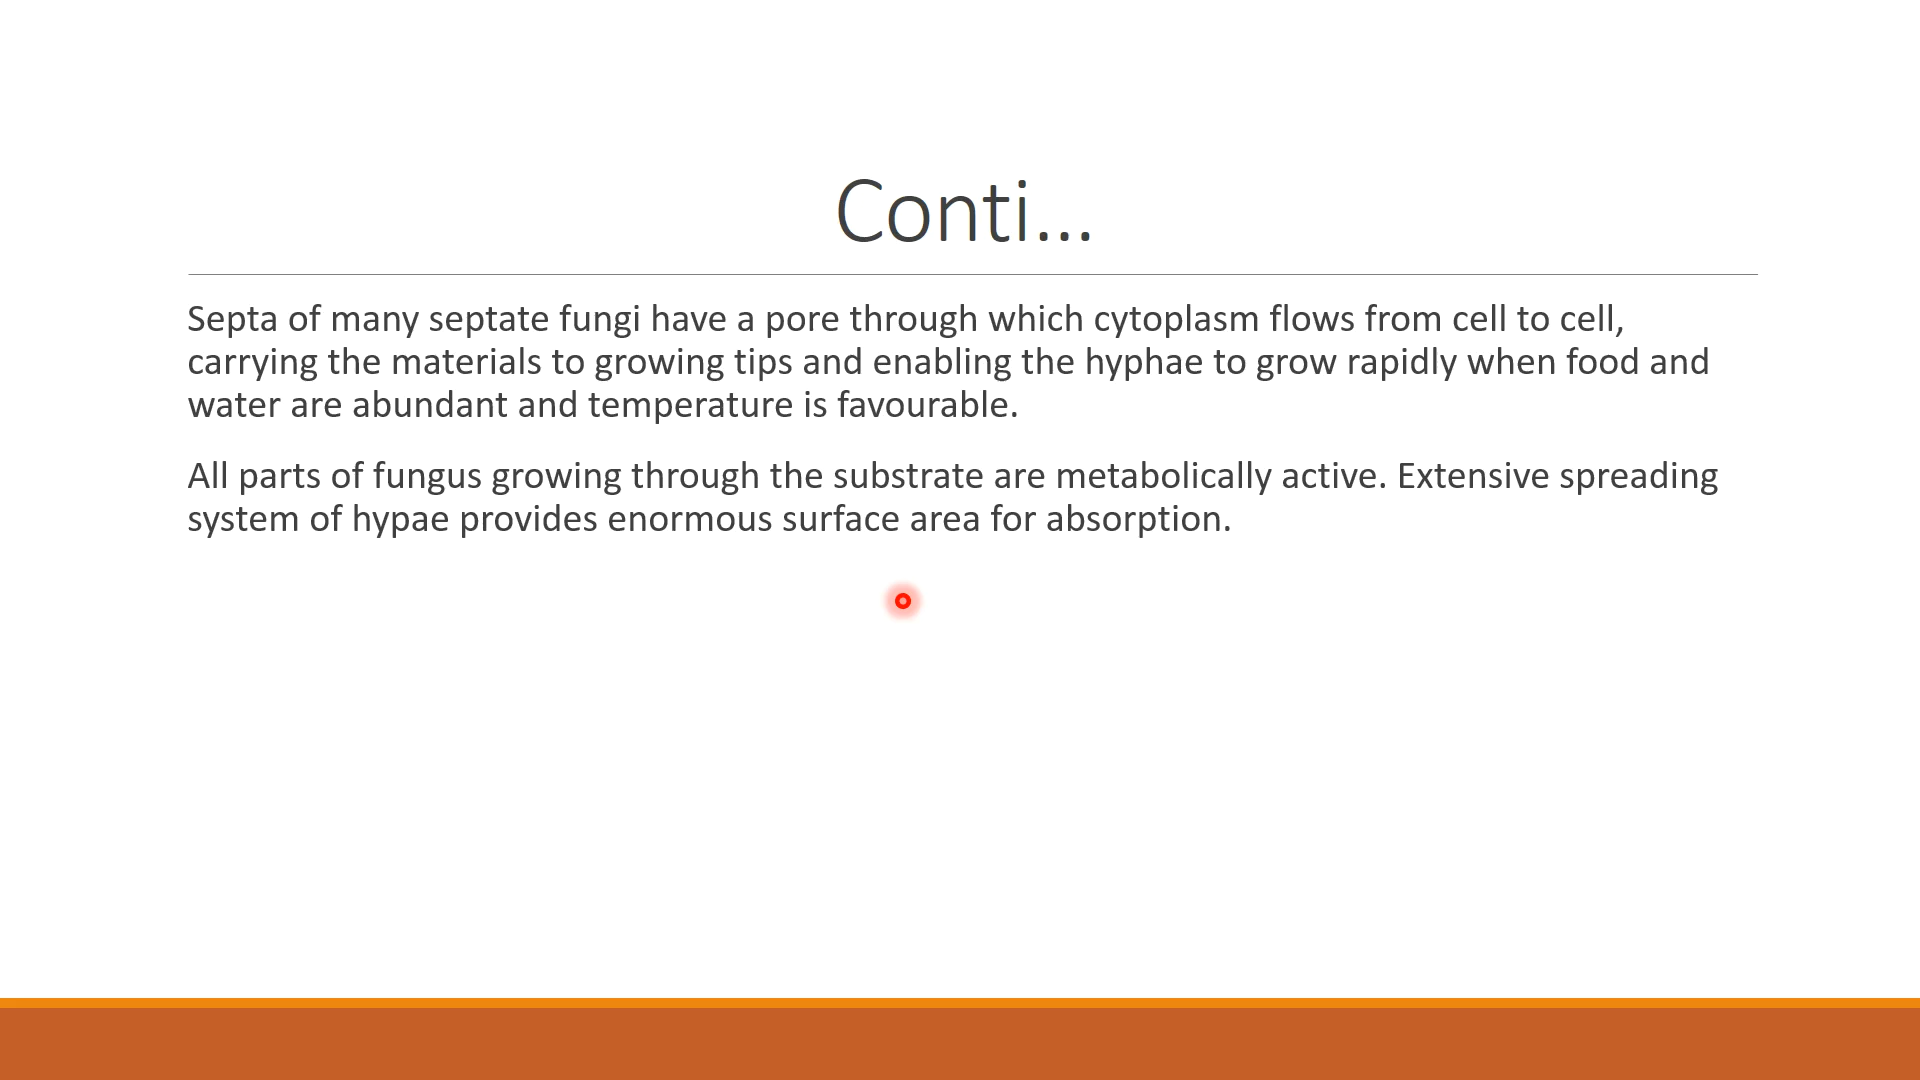 Conti...
Septa of many septate fungi have a pore through which cytoplasm flows from cell to cell,
carrying the materials to growing tips and enabling the hyphae to grow rapidly when food and
water are abundant and temperature is favourable.
All parts of fungus growing through the substrate are metabolically active. Extensive spreading
system of hypae provides enormous surface area for absorption.